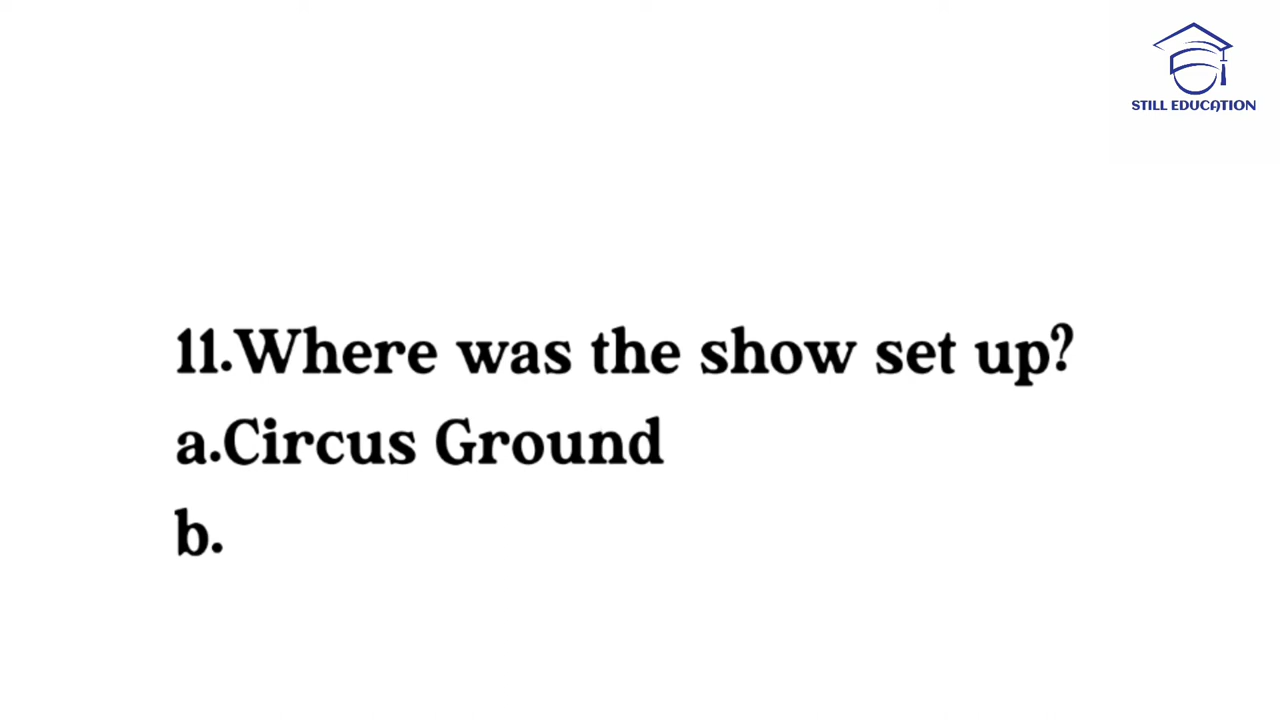 STILL EDUCATION
11.Where was the show set up?
a.Circus Ground
b.